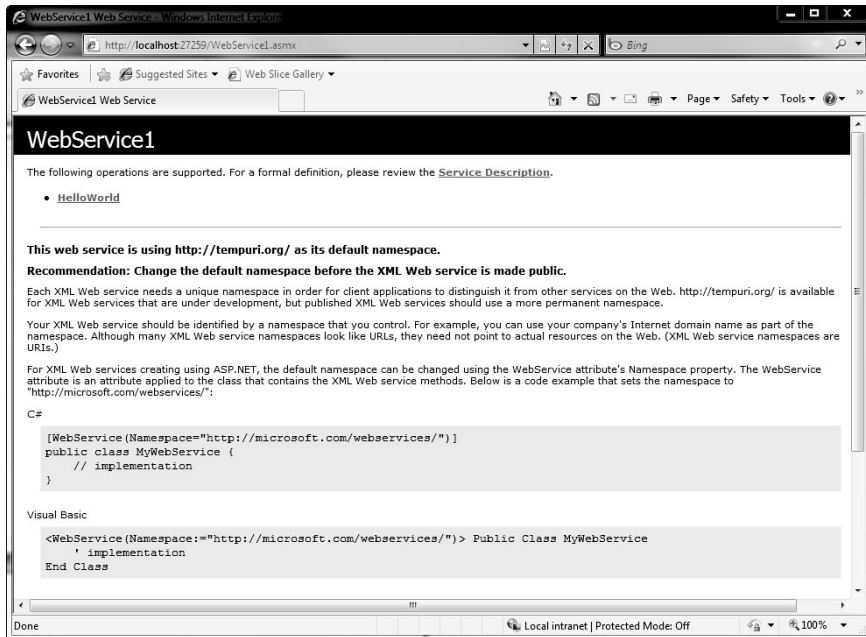 WebService1 Web Service - Windows Internet Explorer
http://localhost:27259/WebService1.asmx
Bing
Favorites Suggested Sites Web Slice Gallery
WebService1 Web Service
Page Safety Tools
WebService1
The following operations are supported. For a formal definition, please review the Service Description.
• HelloWorld
This web service is using http://tempuri.org/ as its default namespace.
Recommendation: Change the default namespace before the XML Web service is made public.
Each XML Web service needs a unique namespace in order for client applications to distinguish it from other services on the Web. http://tempuri.org/ is available
for XML Web services that are under development, but published XML Web services should use a more permanent namespace.
Your XML Web service should be identified by a namespace that you control. For example, you can use your company's Internet domain name as part of the
namespace. Although many XML Web service namespaces look like URLs, they need not point to actual resources on the Web. (XML Web service namespaces are
URIs.)
For XML Web services creating using ASP.NET, the default namespace can be changed using the WebService attribute's Namespace property. The WebService
attribute is an attribute applied to the class that contains the XML Web service methods. Below is a code example that sets the namespace to
"http://microsoft.com/webservices/":
C#
[WebService(Namespace="http://microsoft.com/webservices/")]
public class MyWebService {
    // implementation
}
Visual Basic
<WebService(Namespace:="http://microsoft.com/webservices/")> Public Class MyWebService
    ' implementation
End Class
Done
Local intranet | Protected Mode: Off
100%